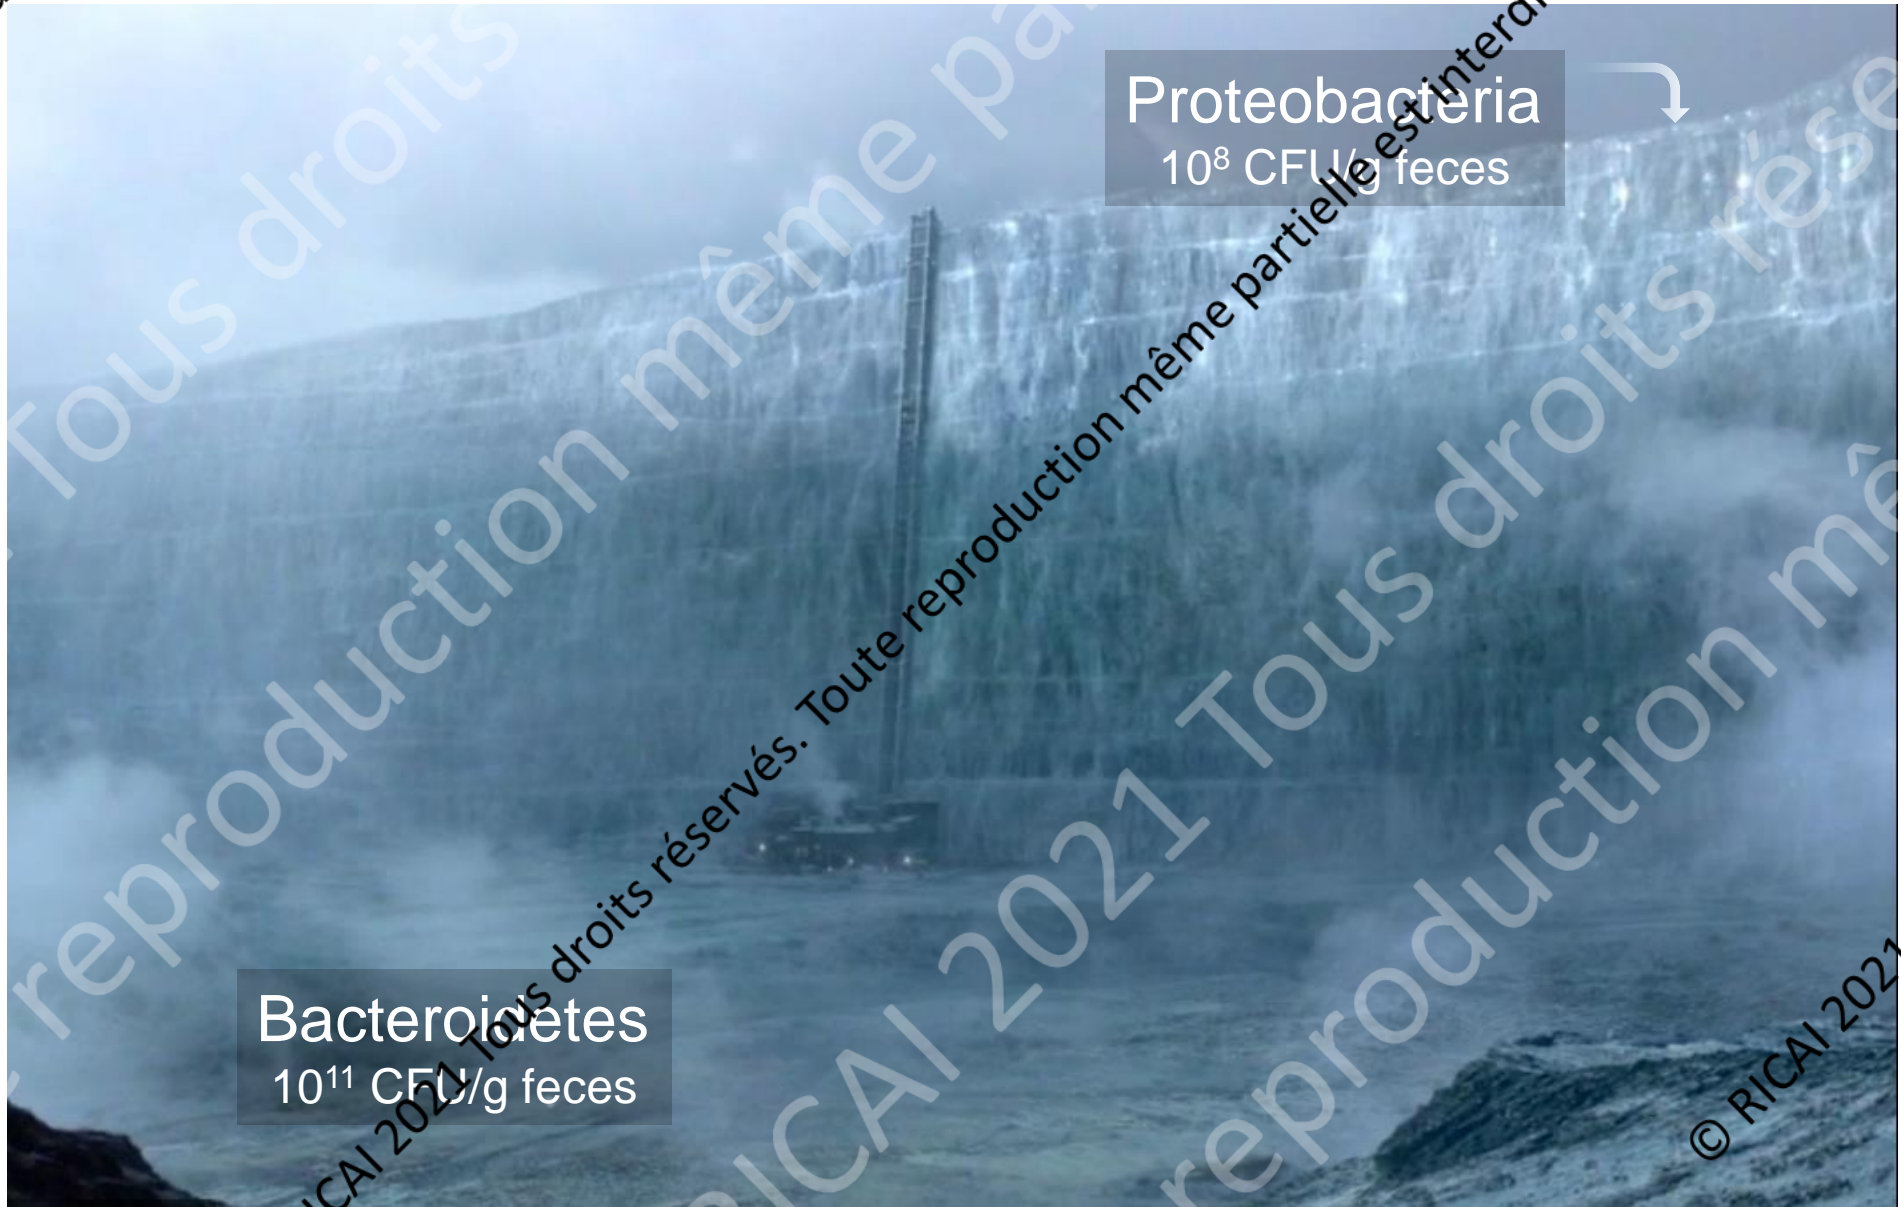 Proteobacteria
10⁸ CFU/g feces
Bacteroidetes
10¹¹ CFU/g feces
RICAI 2021 Tous droits réservés. Toute reproduction même partielle est interdi
© RICAI 2021
Tous droits
reproduction même pa
RICAI 2021 Tous droits rése
reproduction mê